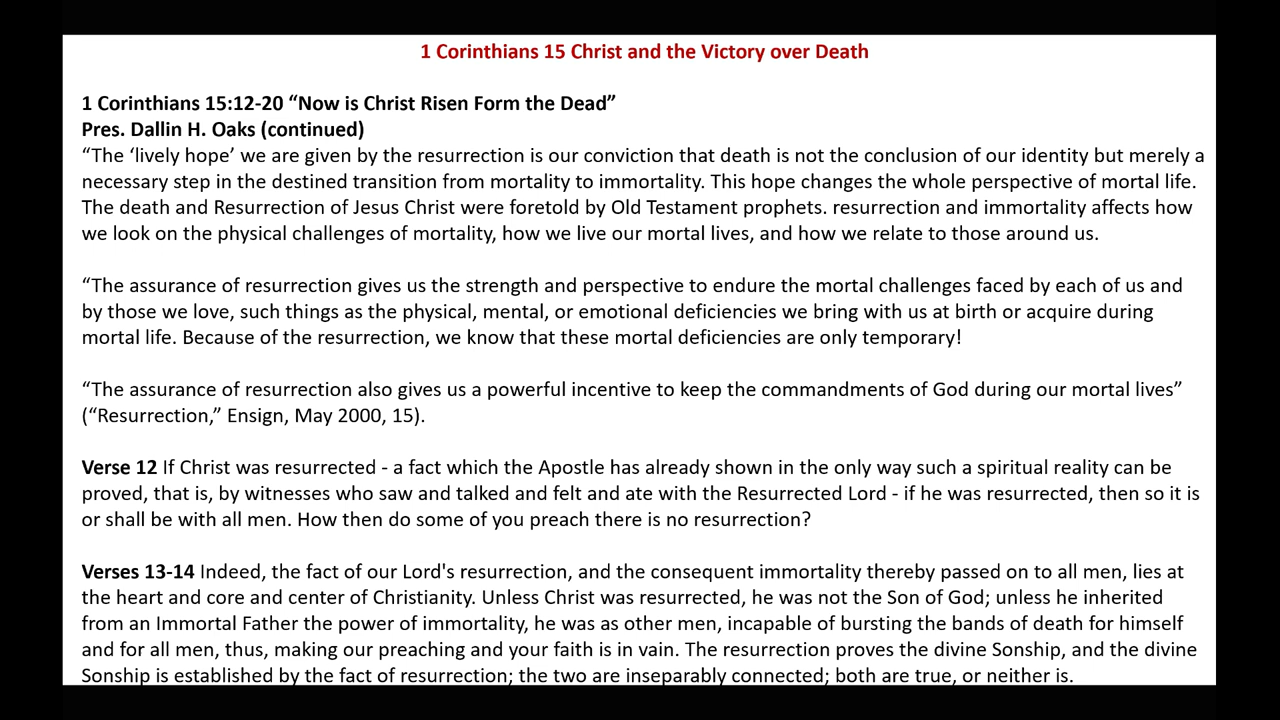 1 Corinthians 15 Christ and the Victory over Death
1 Corinthians 15:12-20 “Now is Christ Risen Form the Dead”
Pres. Dallin H. Oaks (continued)
“The ‘lively hope’ we are given by the resurrection is our conviction that death is not the conclusion of our identity but merely a
necessary step in the destined transition from mortality to immortality. This hope changes the whole perspective of mortal life.
The death and Resurrection of Jesus Christ were foretold by Old Testament prophets. resurrection and immortality affects how
we look on the physical challenges of mortality, how we live our mortal lives, and how we relate to those around us.
“The assurance of resurrection gives us the strength and perspective to endure the mortal challenges faced by each of us and
by those we love, such things as the physical, mental, or emotional deficiencies we bring with us at birth or acquire during
mortal life. Because of the resurrection, we know that these mortal deficiencies are only temporary!
“The assurance of resurrection also gives us a powerful incentive to keep the commandments of God during our mortal lives”
(“Resurrection,” Ensign, May 2000, 15).
Verse 12 If Christ was resurrected - a fact which the Apostle has already shown in the only way such a spiritual reality can be
proved, that is, by witnesses who saw and talked and felt and ate with the Resurrected Lord - if he was resurrected, then so it is
or shall be with all men. How then do some of you preach there is no resurrection?
Verses 13-14 Indeed, the fact of our Lord's resurrection, and the consequent immortality thereby passed on to all men, lies at
the heart and core and center of Christianity. Unless Christ was resurrected, he was not the Son of God; unless he inherited
from an Immortal Father the power of immortality, he was as other men, incapable of bursting the bands of death for himself
and for all men, thus, making our preaching and your faith is in vain. The resurrection proves the divine Sonship, and the divine
Sonship is established by the fact of resurrection; the two are inseparably connected; both are true, or neither is.